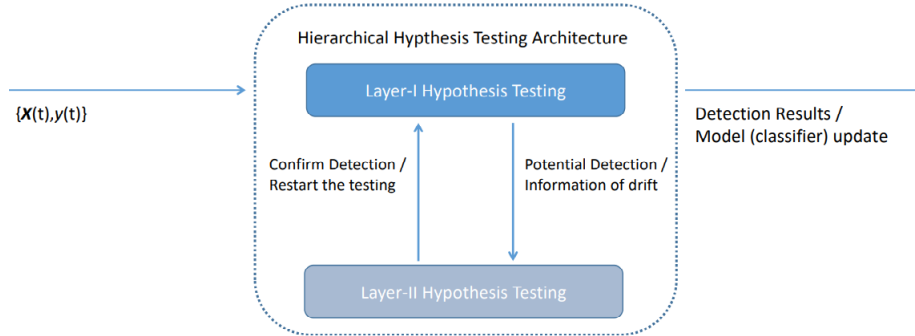 Hierarchical Hypthesis Testing Architecture
Layer-I Hypothesis Testing
{X(t),y(t)}
Detection Results /
Model (classifier) update
Confirm Detection /
Restart the testing
Potential Detection /
Information of drift
Layer-II Hypothesis Testing